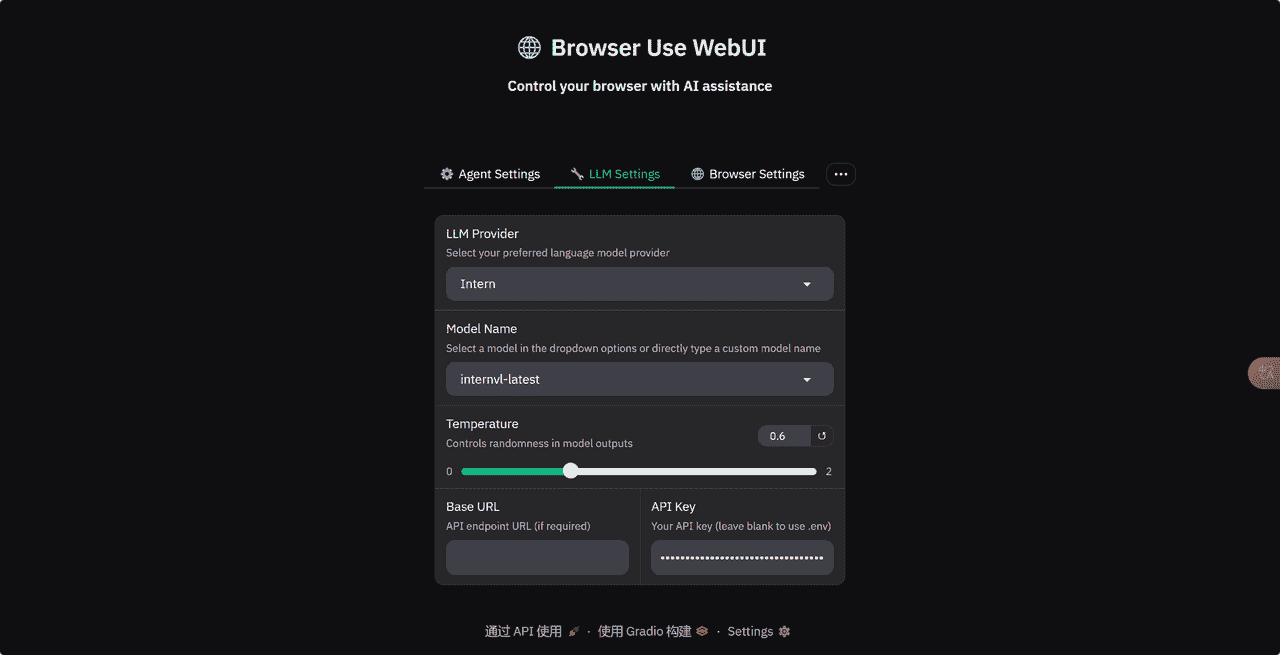 Browser Use WebUI
Control your browser with AI assistance
Agent Settings LLM Settings Browser Settings ...
LLM Provider
Select your preferred language model provider
Intern
Model Name
Select a model in the dropdown options or directly type a custom model name
internvl-latest
Temperature
Controls randomness in model outputs
0.6
0 2
Base URL
API endpoint URL (if required)
API Key
Your API key (leave blank to use .env)
••••••••••••••••••••••••••••••••
通过 API 使用 · 使用 Gradio 构建 · Settings